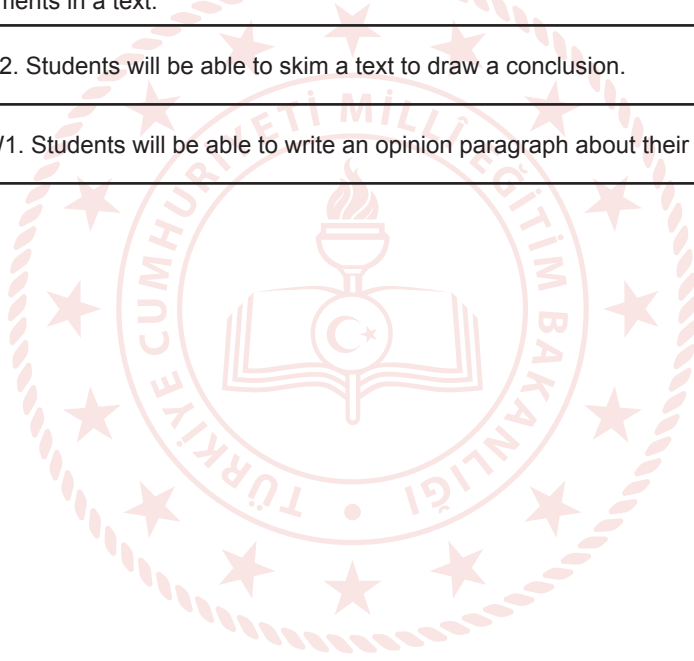 ments in a text.
2. Students will be able to skim a text to draw a conclusion.
1. Students will be able to write an opinion paragraph about their
TÜRKİYE CUMHURİYETİ MİLLÎ EĞİTİM BAKANLIĞI